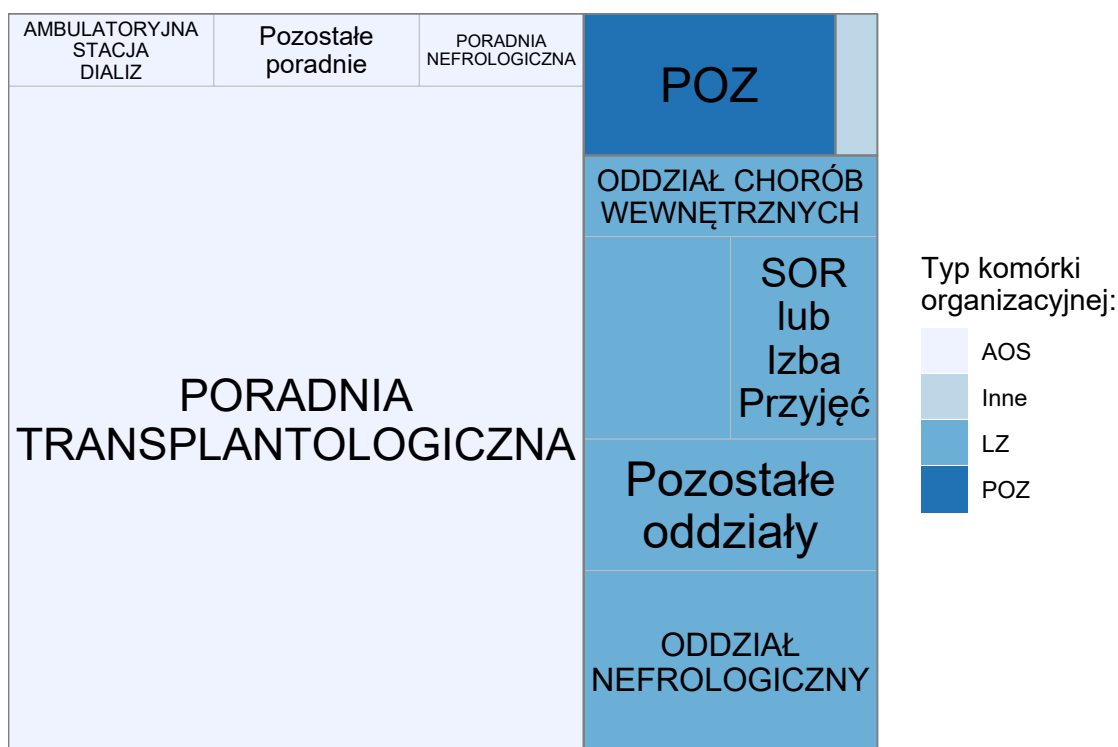 AMBULATORYJNA
STACJA
DIALIZ
Pozostałe
poradnie
PORADNIA
NEFROLOGICZNA
PORADNIA
TRANSPLANTOLOGICZNA
POZ
ODDZIAŁ CHORÓB
WEWNĘTRZNYCH
SOR
lub
Izba
Przyjęć
Pozostałe
oddziały
ODDZIAŁ
NEFROLOGICZNY
Typ komórki
organizacyjnej:
AOS
Inne
LZ
POZ